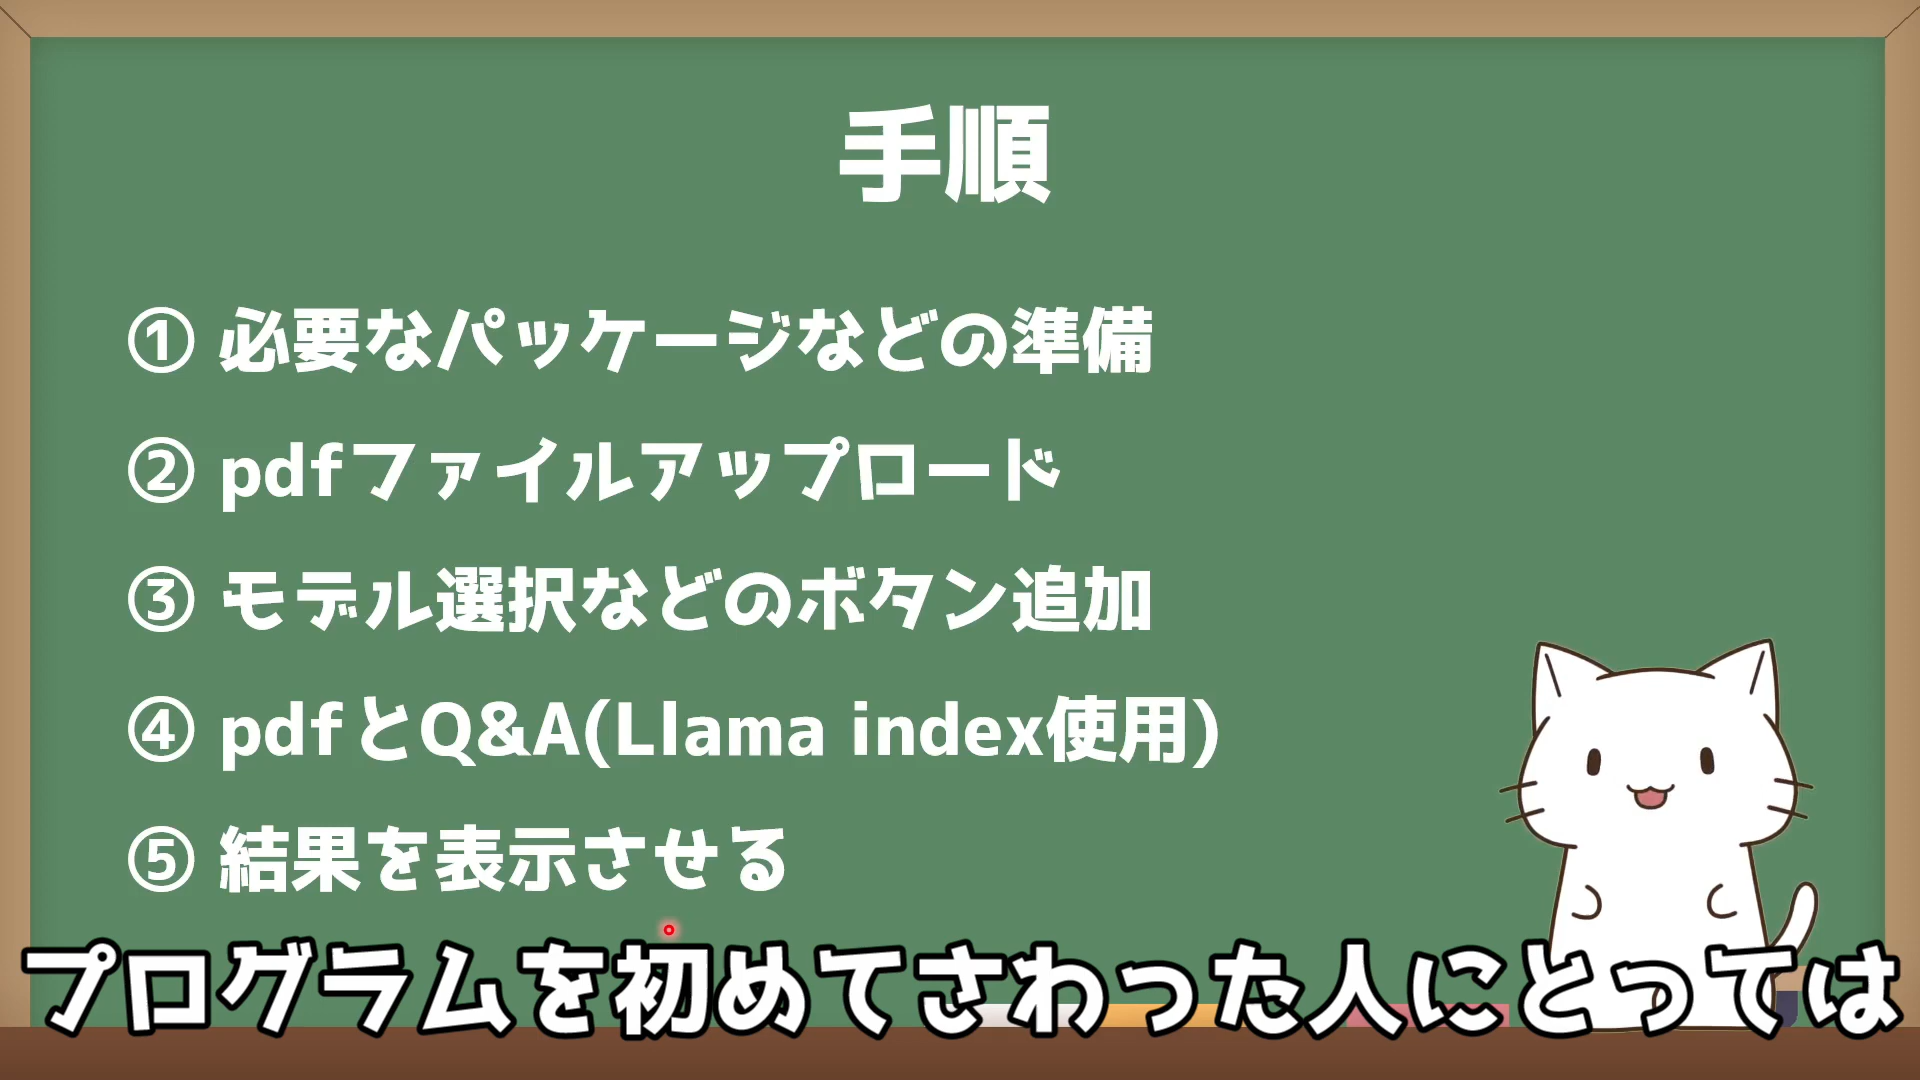 手順
① 必要なパッケージなどの準備
② pdfファイルアップロード
③ モデル選択などのボタン追加
④ pdfとQ&A(Llama index使用)
⑤ 結果を表示させる
プログラムを初めてさわった人にとっては